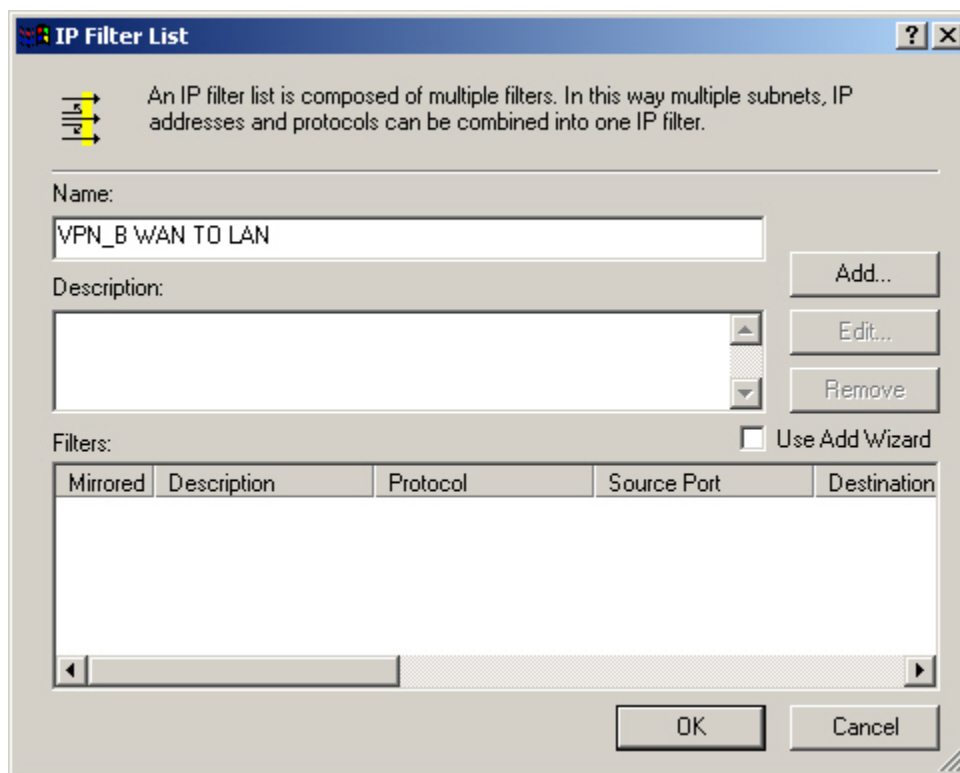 IP Filter List
An IP filter list is composed of multiple filters. In this way multiple subnets, IP
addresses and protocols can be combined into one IP filter.
Name:
VPN_B WAN TO LAN
Add...
Description:
Edit...
Remove
Filters:
Use Add Wizard
Mirrored Description Protocol Source Port Destination
OK Cancel